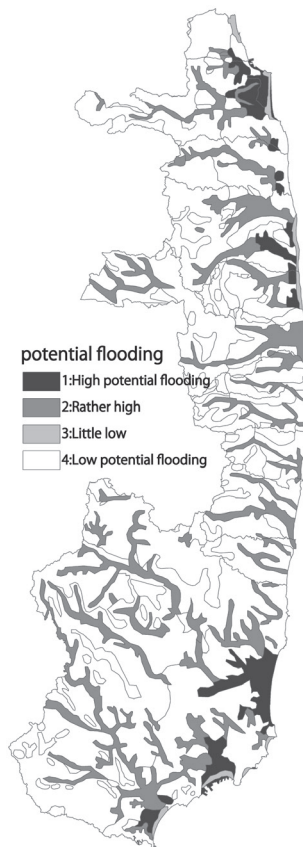 potential flooding
1:High potential flooding
2:Rather high
3:Little low
4:Low potential flooding